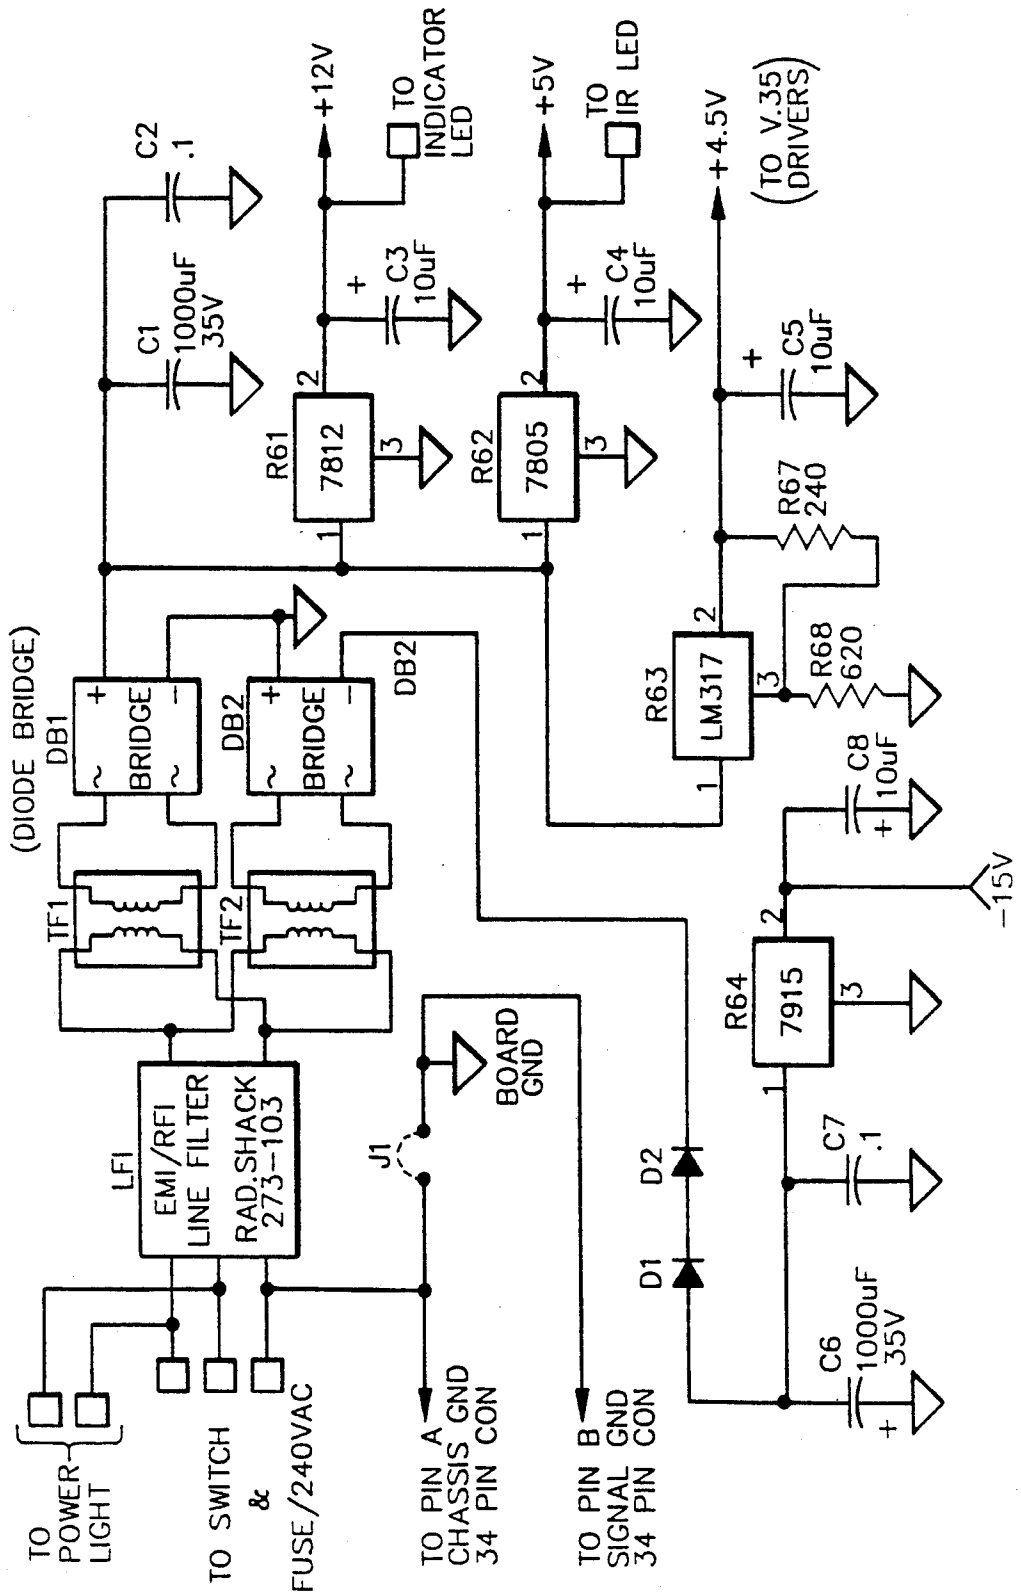 TO
POWER
LIGHT
TO SWITCH
&
FUSE/240VAC
TO PIN A
CHASSIS GND
34 PIN CON
TO PIN B
SIGNAL GND
34 PIN CON
LFI
EMI/RFI
LINE FILTER
RAD.SHACK
273-103
J1
BOARD
GND
TF1
TF2
(DIODE BRIDGE)
DB1
~ +
BRIDGE
~ −
DB2
~ +
BRIDGE
~ −
DB2
C1
1000uF
35V
C2
.1
R61
7812
1
2
3
+
C3
10uF
+12V
TO
INDICATOR
LED
R62
7805
1
2
3
+
C4
10uF
+5V
TO
IR LED
R63
LM317
1
2
3
R68
620
R67
240
+
C5
10uF
+4.5V
(TO V.35
DRIVERS)
D1
D2
C6
1000uF
35V
+
C7
.1
R64
7915
1
2
3
C8
10uF
+
−15V